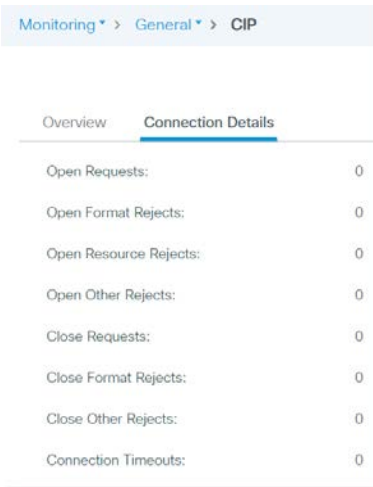 Monitoring > General > CIP
Overview Connection Details
Open Requests: 0
Open Format Rejects: 0
Open Resource Rejects: 0
Open Other Rejects: 0
Close Requests: 0
Close Format Rejects: 0
Close Other Rejects: 0
Connection Timeouts: 0